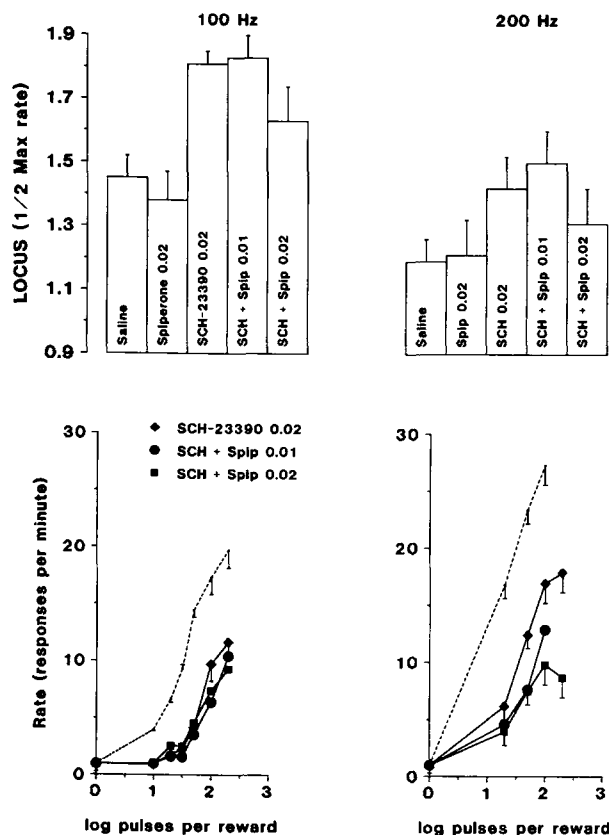 100 Hz
200 Hz
LOCUS (1/2 Max rate)
1.9
1.7
1.5
1.3
1.1
0.9
Saline
Spiperone 0.02
SCH-23390 0.02
SCH + Spip 0.01
SCH + Spip 0.02
Saline
Spip 0.02
SCH 0.02
SCH + Spip 0.01
SCH + Spip 0.02
SCH-23390 0.02
SCH + Spip 0.01
SCH + Spip 0.02
Rate (responses per minute)
30
20
10
0
0 1 2 3
log pulses per reward
30
20
10
0
0 1 2 3
log pulses per reward